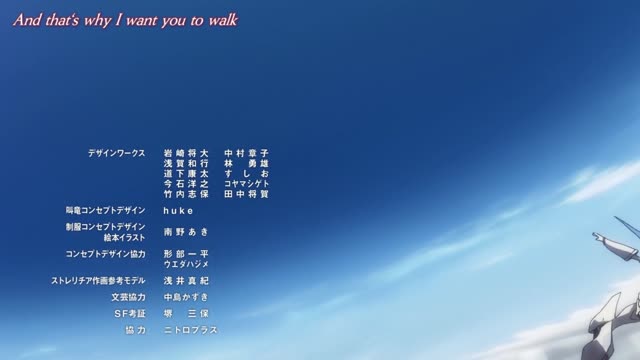 And that's why I want you to walk
デザインワークス 岩崎将大 中村章子
浅賀和行 林 勇雄
道下康太 すしお
今石洋之 コヤマシゲト
竹内志保 田中将賀
叫竜コンセプトデザイン huke
制服コンセプトデザイン
絵本イラスト 南野あき
コンセプトデザイン協力 形部一平
ウエダハジメ
ストレリチア作画参考モデル 浅井真紀
文芸協力 中島かずき
SF考証 堺 三保
協力 ニトロプラス